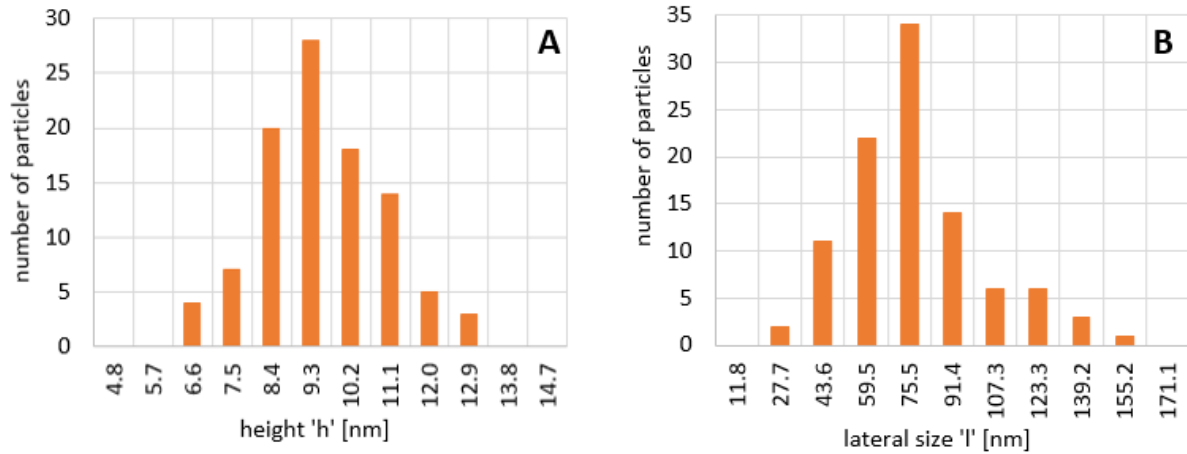 A
number of particles
30
25
20
15
10
5
0
4.8 5.7 6.6 7.5 8.4 9.3 10.2 11.1 12.0 12.9 13.8 14.7
height 'h' [nm]
B
number of particles
35
30
25
20
15
10
5
0
11.8 27.7 43.6 59.5 75.5 91.4 107.3 123.3 139.2 155.2 171.1
lateral size 'l' [nm]